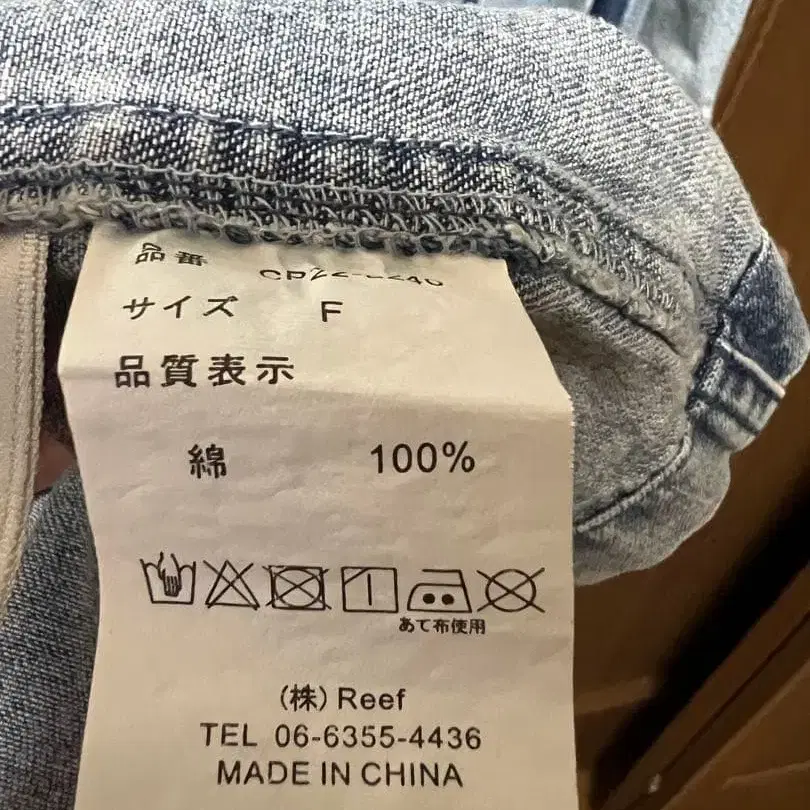 品番
サイズ F
品質表示
綿 100%
あて布使用
(株) Reef
TEL 06-6355-4436
MADE IN CHINA